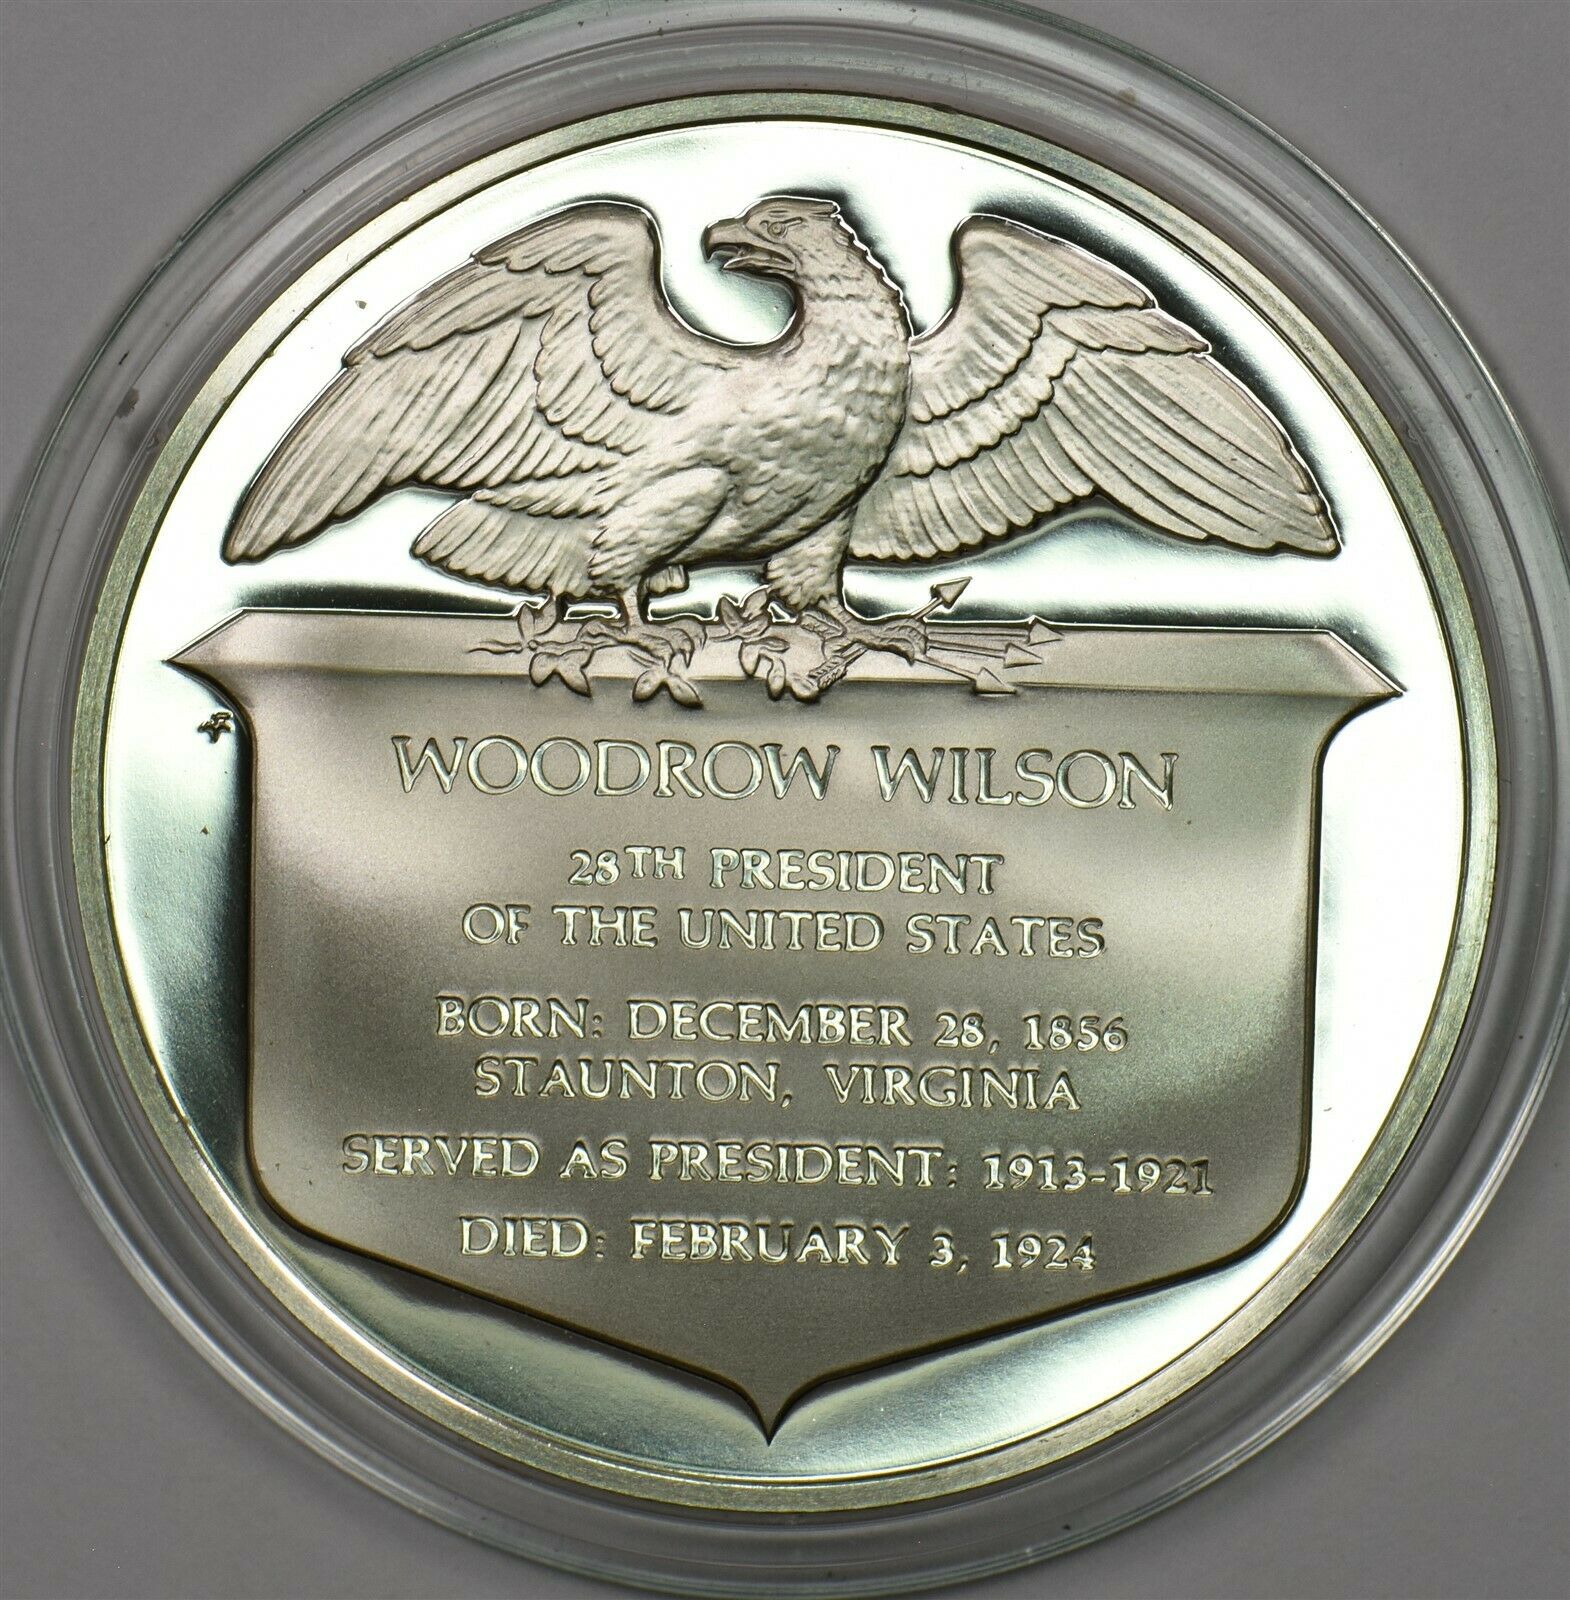 WOODROW WILSON
28TH PRESIDENT
OF THE UNITED STATES
BORN: DECEMBER 28, 1856
STAUNTON, VIRGINIA
SERVED AS PRESIDENT: 1913-1921
DIED: FEBRUARY 3, 1924